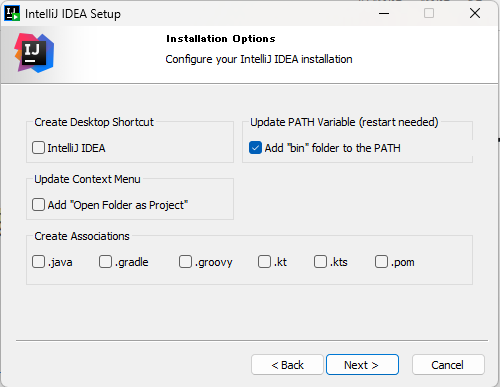 IntelliJ IDEA Setup
IJ
Installation Options
Configure your IntelliJ IDEA installation
Create Desktop Shortcut
IntelliJ IDEA
Update PATH Variable (restart needed)
Add "bin" folder to the PATH
Update Context Menu
Add "Open Folder as Project"
Create Associations
.java .gradle .groovy .kt .kts .pom
< Back Next > Cancel